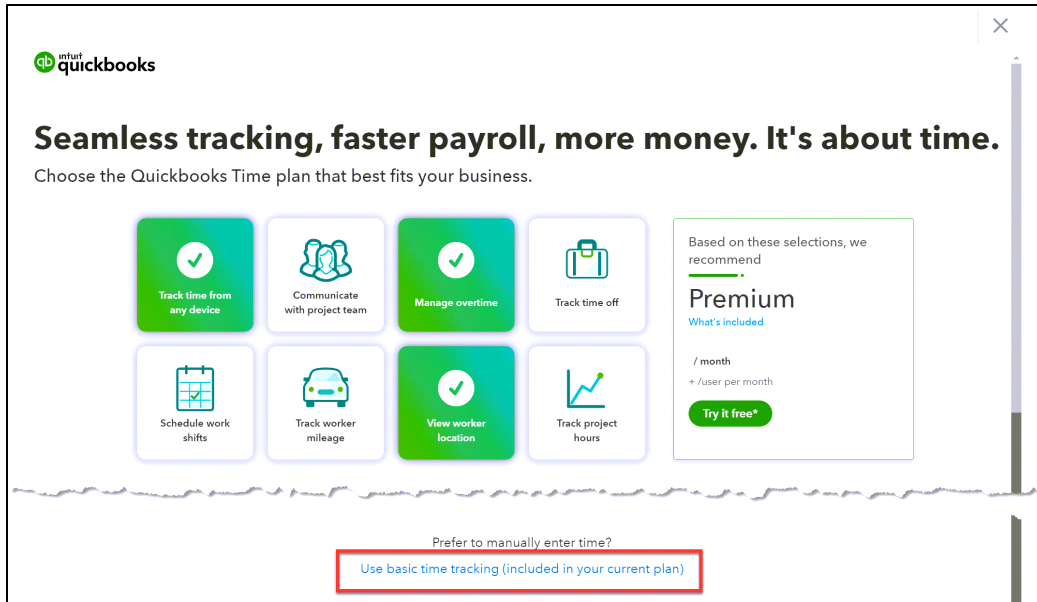 qb intuit quickbooks
Seamless tracking, faster payroll, more money. It's about time.
Choose the Quickbooks Time plan that best fits your business.
Track time from
any device
Communicate
with project team
Manage overtime
Track time off
Schedule work
shifts
Track worker
mileage
View worker
location
Track project
hours
Based on these selections, we
recommend
Premium
What's included
/ month
+ /user per month
Try it free*
Prefer to manually enter time?
Use basic time tracking (included in your current plan)